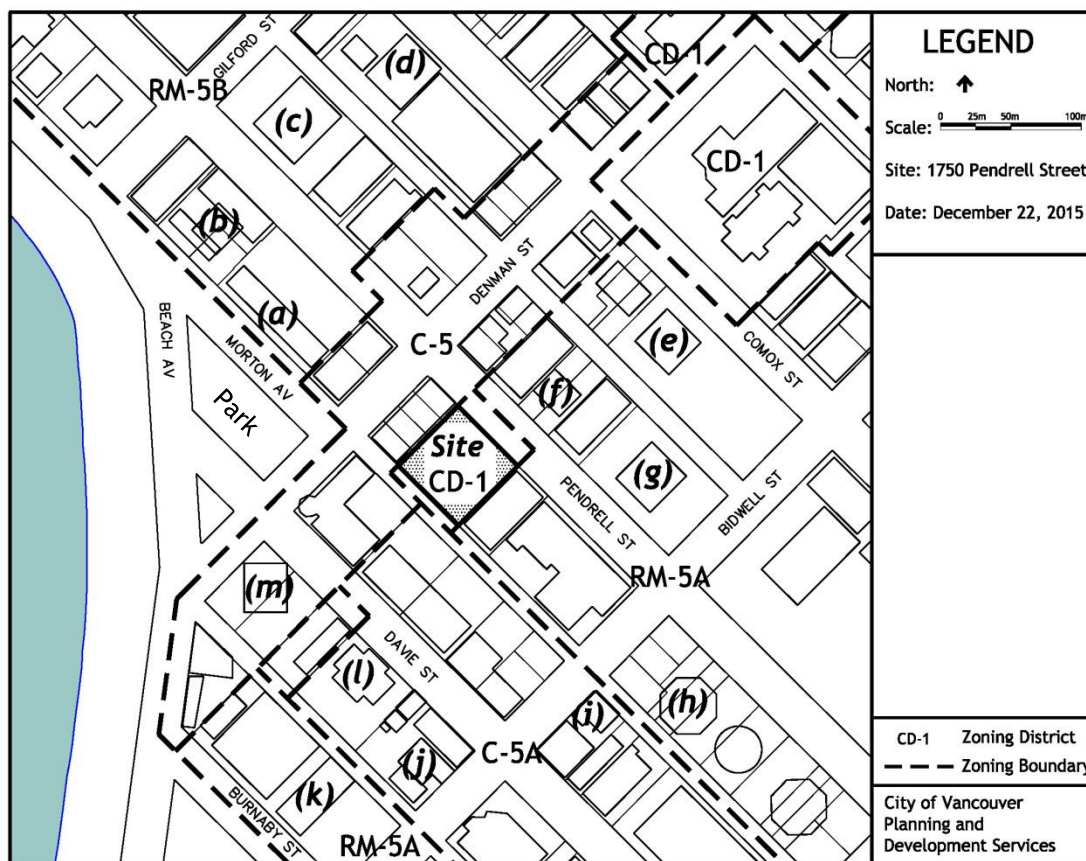 GILFORD ST
(d)
CD-1
RM-5B
(c)
CD-1
(b)
DENMAN ST
(a)
BEACH AV
MORTON AV
C-5
(e)
COMOX ST
Park
(f)
Site
CD-1
(g)
PENDRELL ST
BIDWELL ST
(m)
RM-5A
DAVIE ST
(l)
(h)
(i)
(j)
C-5A
(k)
BURNABY ST
RM-5A
LEGEND
North:
Scale: 0 25m 50m 100m
Site: 1750 Pendrell Street
Date: December 22, 2015
CD-1 Zoning District
Zoning Boundary
City of Vancouver
Planning and
Development Services